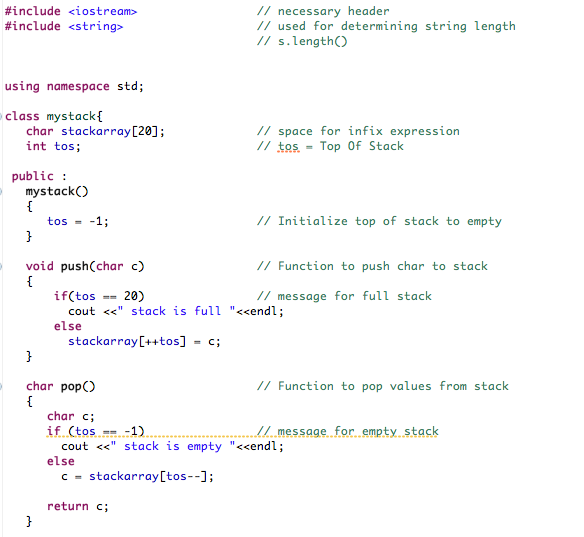 #include <iostream> // necessary header
#include <string> // used for determining string length
// s.length()
using namespace std;
class mystack{
char stackarray[20]; // space for infix expression
int tos; // tos = Top Of Stack
public :
mystack()
{
tos = -1; // Initialize top of stack to empty
}
void push(char c) // Function to push char to stack
{
if(tos == 20) // message for full stack
cout <<" stack is full "<<endl;
else
stackarray[++tos] = c;
}
char pop() // Function to pop values from stack
{
char c;
if (tos == -1) // message for empty stack
cout <<" stack is empty "<<endl;
else
c = stackarray[tos--];
return c;
}